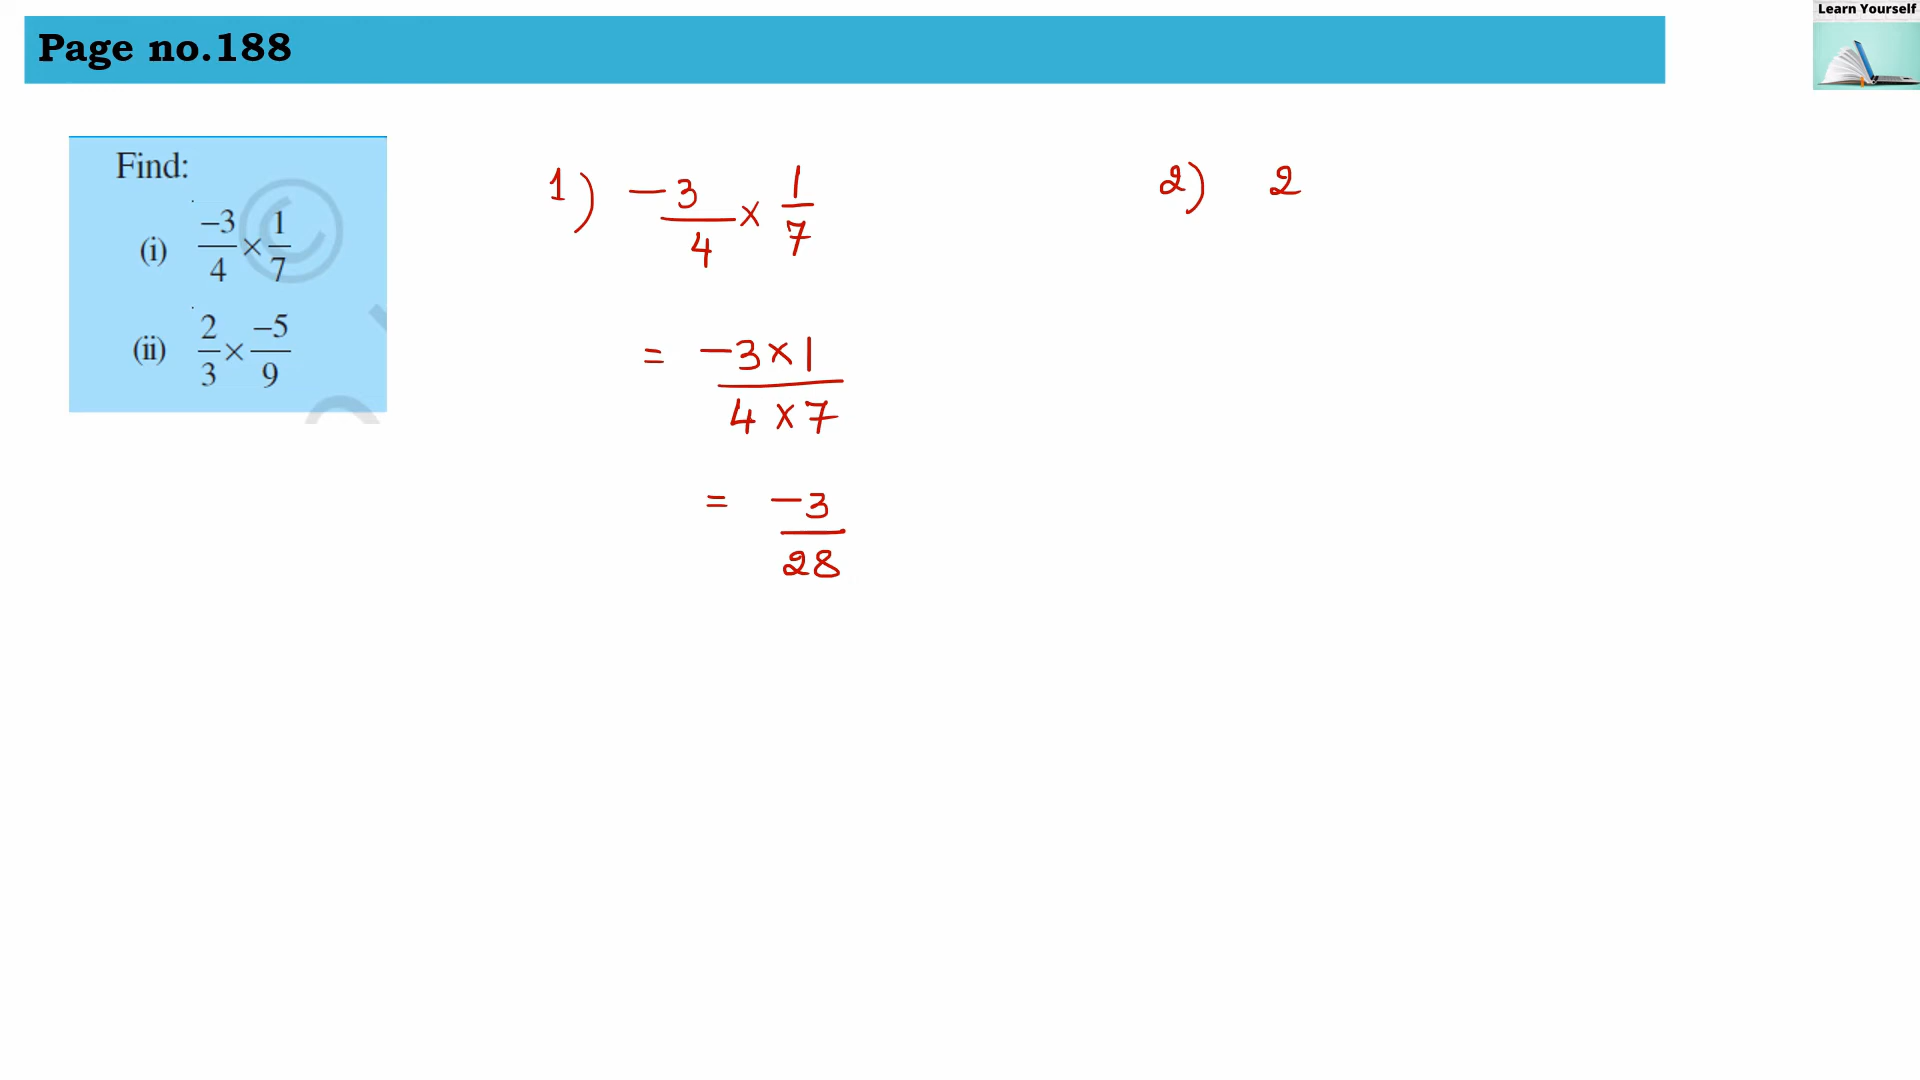 Learn Yourself
Page no.188
Find:
(i) −3/4 × 1/7
(ii) 2/3 × −5/9
1) −3/4 × 1/7
= −3×1/4×7
= −3/28
2) 2